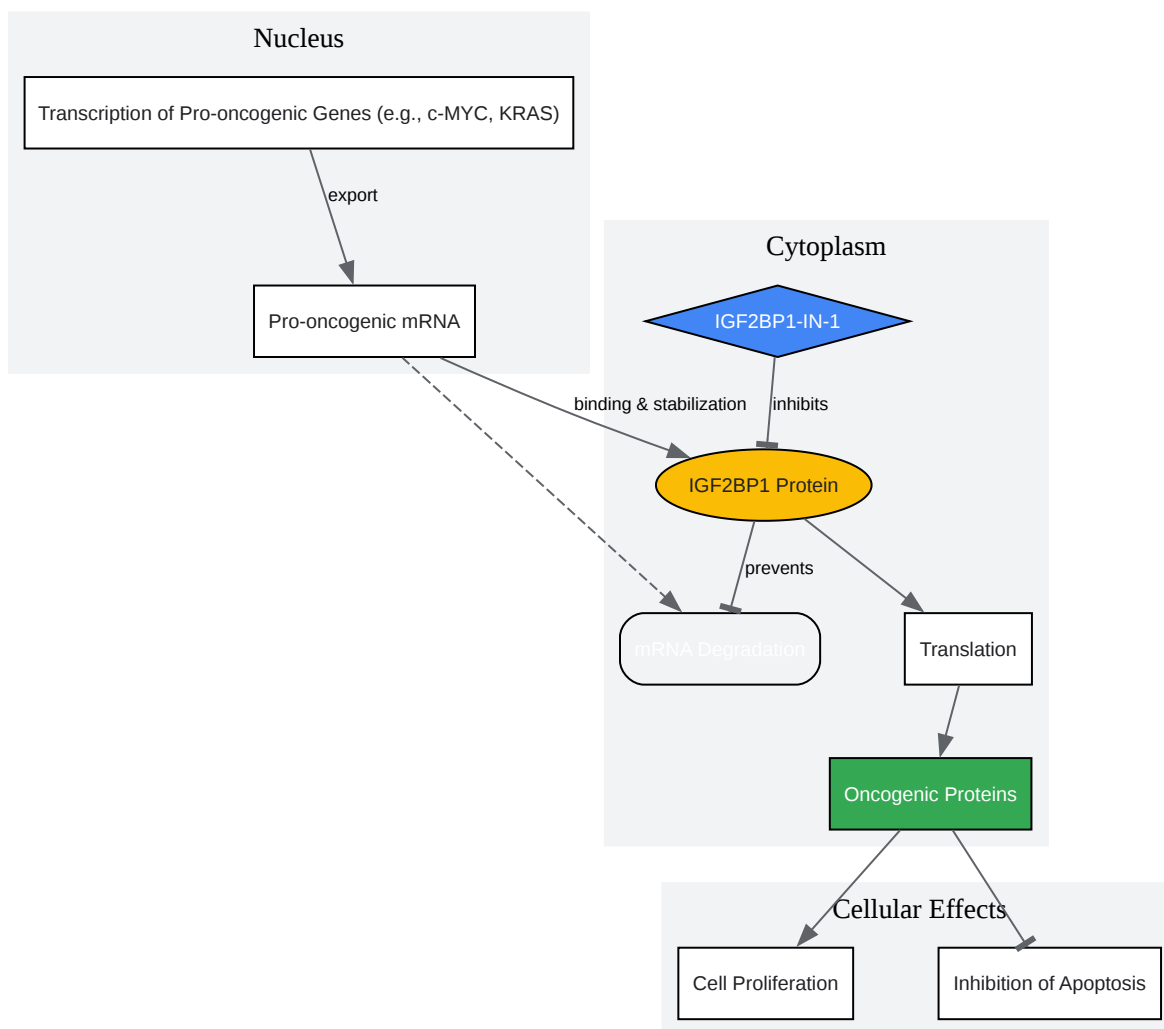 Nucleus
Transcription of Pro-oncogenic Genes (e.g., c-MYC, KRAS)
export
Pro-oncogenic mRNA
Cytoplasm
IGF2BP1-IN-1
binding & stabilization
inhibits
IGF2BP1 Protein
prevents
mRNA Degradation
Translation
Oncogenic Proteins
Cellular Effects
Cell Proliferation
Inhibition of Apoptosis